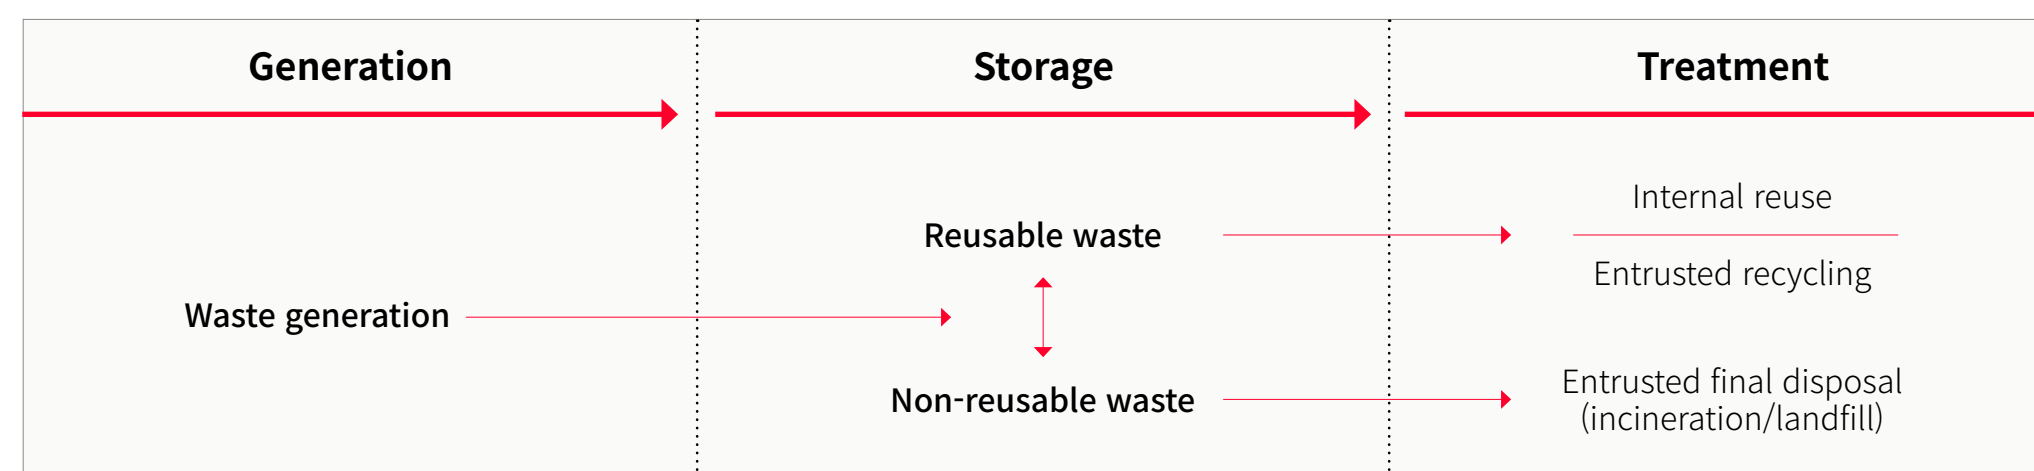 Generation
Storage
Treatment
Waste generation
Reusable waste
Non-reusable waste
Internal reuse
Entrusted recycling
Entrusted final disposal
(incineration/landfill)